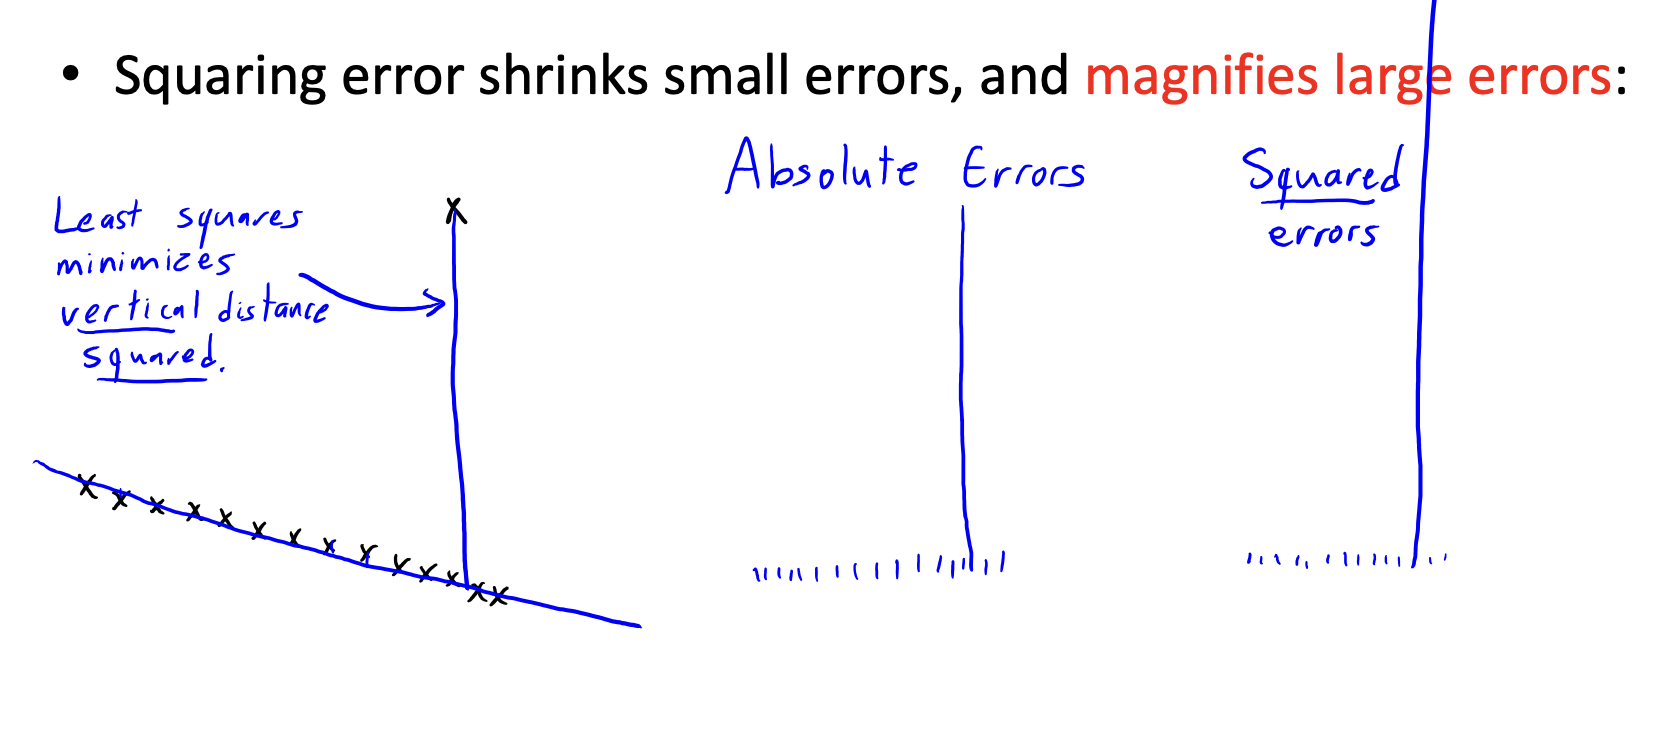 • Squaring error shrinks small errors, and magnifies large errors:
Least squares
minimizes
vertical distance
squared.
Absolute Errors
Squared
errors